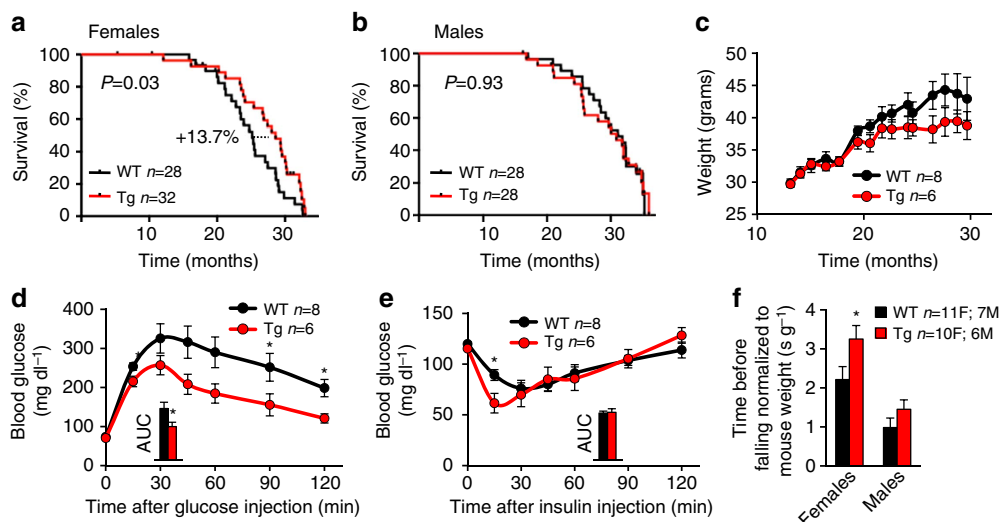 a
Females
Survival (%)
100
80
60
40
20
0
P=0.03
+13.7%
WT n=28
Tg n=32
10
20
30
Time (months)
b
Males
Survival (%)
100
80
60
40
20
0
P=0.93
WT n=28
Tg n=28
10
20
30
Time (months)
c
Weight (grams)
50
45
40
35
30
25
WT n=8
Tg n=6
10
20
30
Time (months)
d
Blood glucose
mg dl⁻¹
400
300
200
100
0
WT n=8
Tg n=6
*
*
*
AUC
*
0
30
60
90
120
Time after glucose injection (min)
e
Blood glucose
mg dl⁻¹
150
100
50
0
WT n=8
Tg n=6
*
AUC
0
30
60
90
120
Time after insulin injection (min)
f
Time before
falling normalized to
mouse weight (s g⁻¹)
4
3
2
1
0
WT n=11F; 7M
Tg n=10F; 6M
*
Females
Males